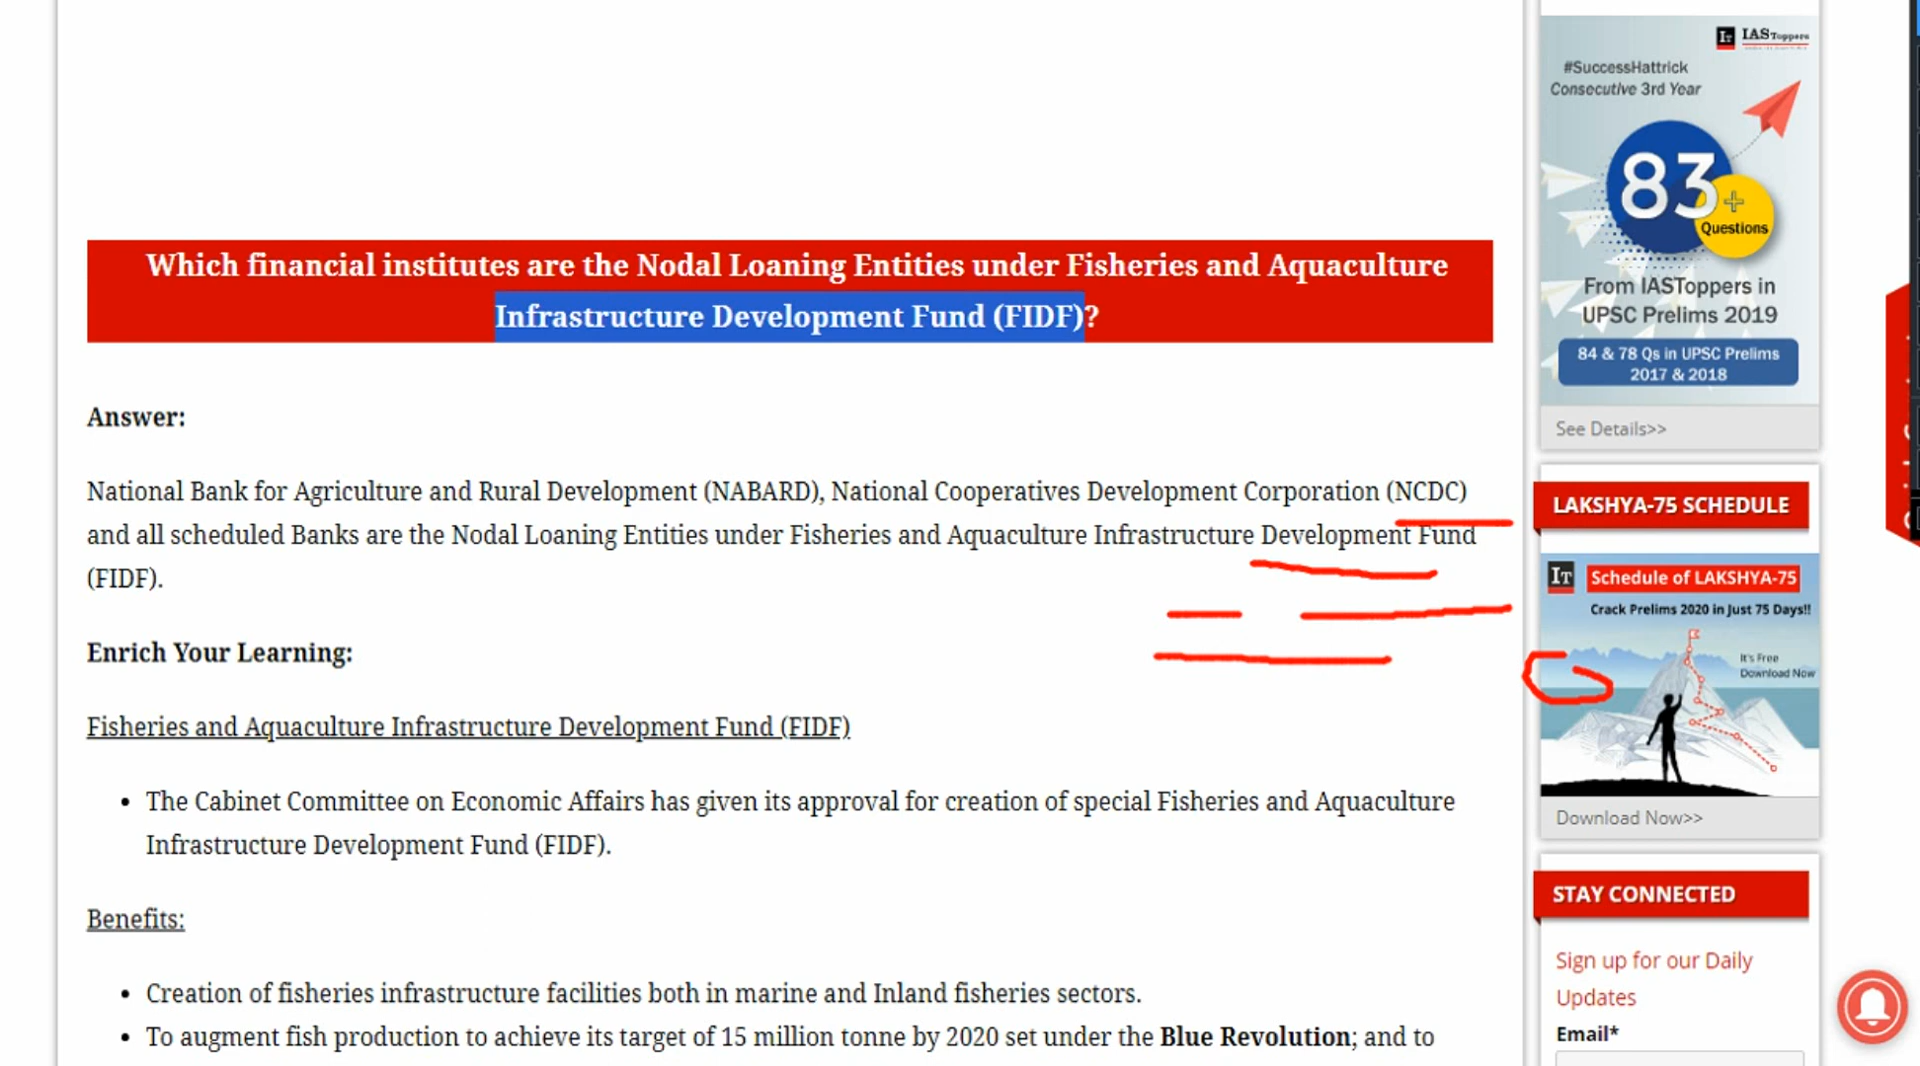 Which financial institutes are the Nodal Loaning Entities under Fisheries and Aquaculture
Infrastructure Development Fund (FIDF)?
Answer:
National Bank for Agriculture and Rural Development (NABARD), National Cooperatives Development Corporation (NCDC)
and all scheduled Banks are the Nodal Loaning Entities under Fisheries and Aquaculture Infrastructure Development Fund
(FIDF).
Enrich Your Learning:
Fisheries and Aquaculture Infrastructure Development Fund (FIDF)
• The Cabinet Committee on Economic Affairs has given its approval for creation of special Fisheries and Aquaculture
Infrastructure Development Fund (FIDF).
Benefits:
• Creation of fisheries infrastructure facilities both in marine and Inland fisheries sectors.
• To augment fish production to achieve its target of 15 million tonne by 2020 set under the Blue Revolution; and to
IT IASToppers
#SuccessHattrick
Consecutive 3rd Year
83+
Questions
From IASToppers in
UPSC Prelims 2019
84 & 78 Qs in UPSC Prelims
2017 & 2018
See Details>>
LAKSHYA-75 SCHEDULE
IT Schedule of LAKSHYA-75
Crack Prelims 2020 in Just 75 Days!!
It's Free
Download Now
Download Now>>
STAY CONNECTED
Sign up for our Daily
Updates
Email*